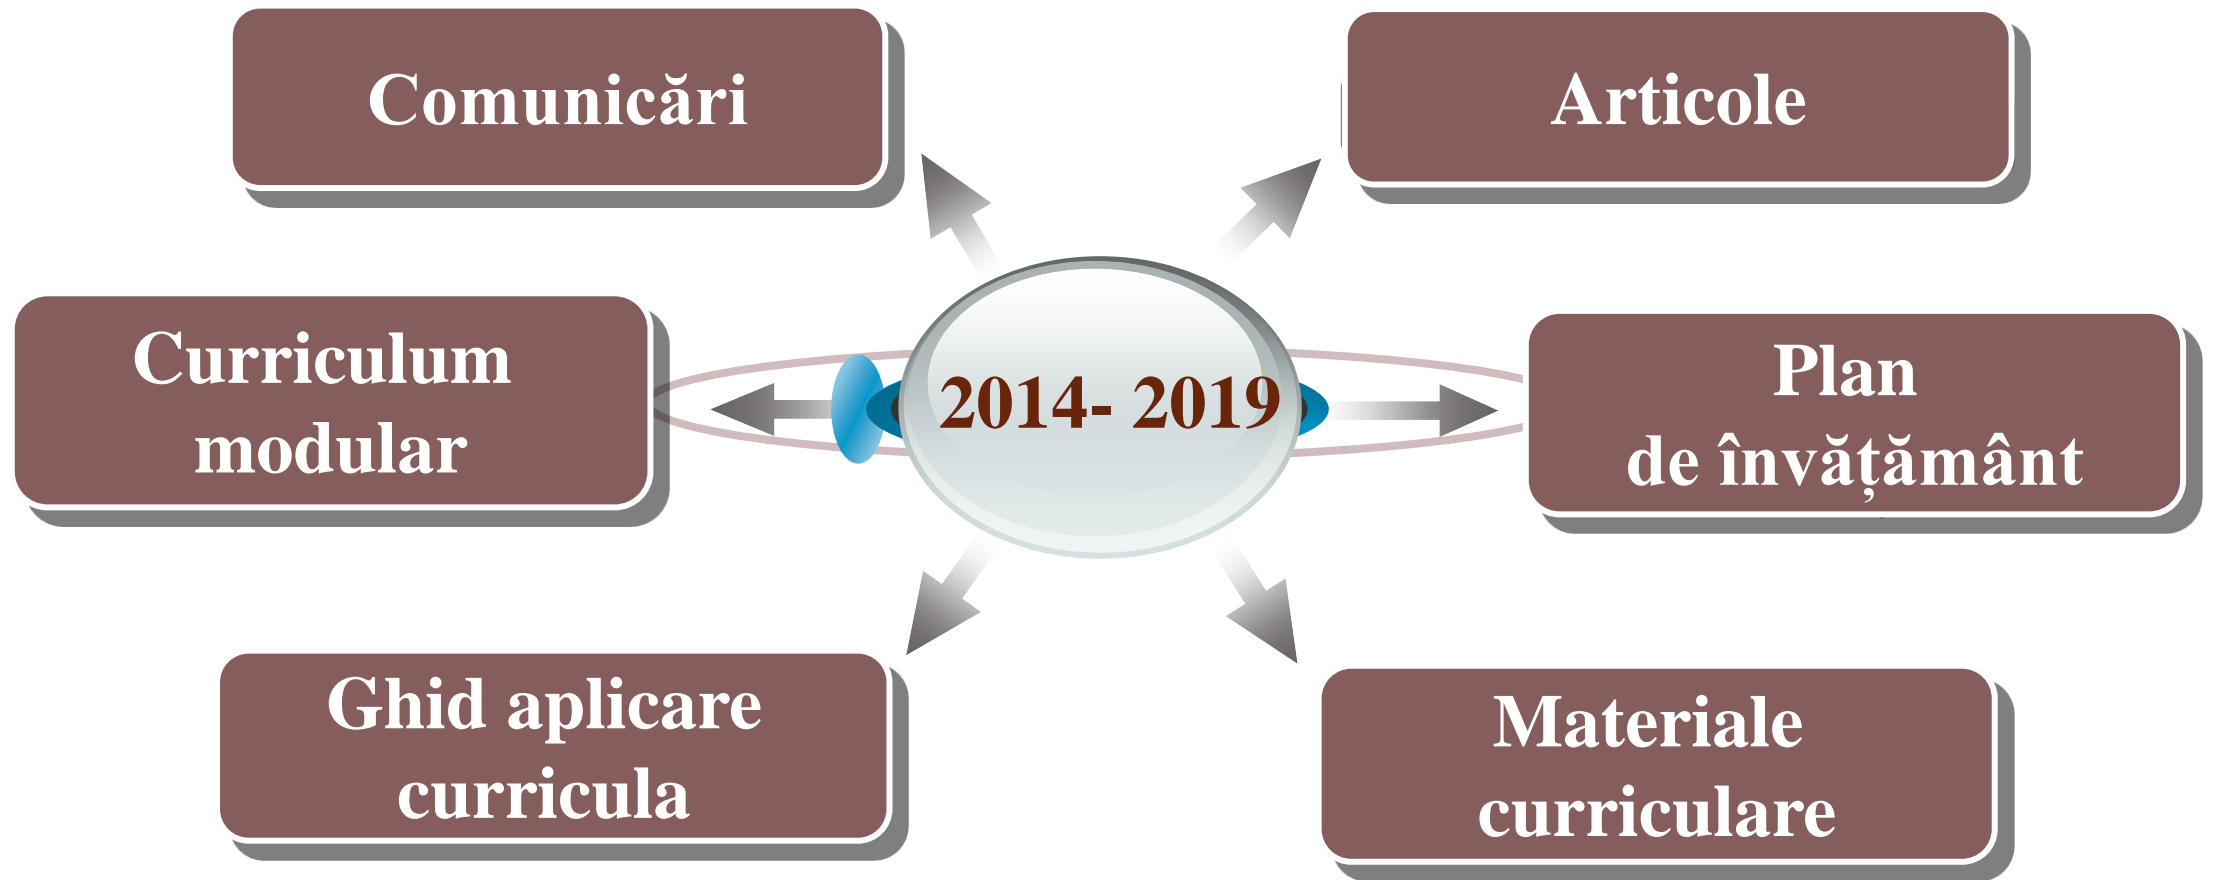 Comunicări
Articole
Curriculum
modular
2014- 2019
Plan
de învățământ
Ghid aplicare
curricula
Materiale
curriculare